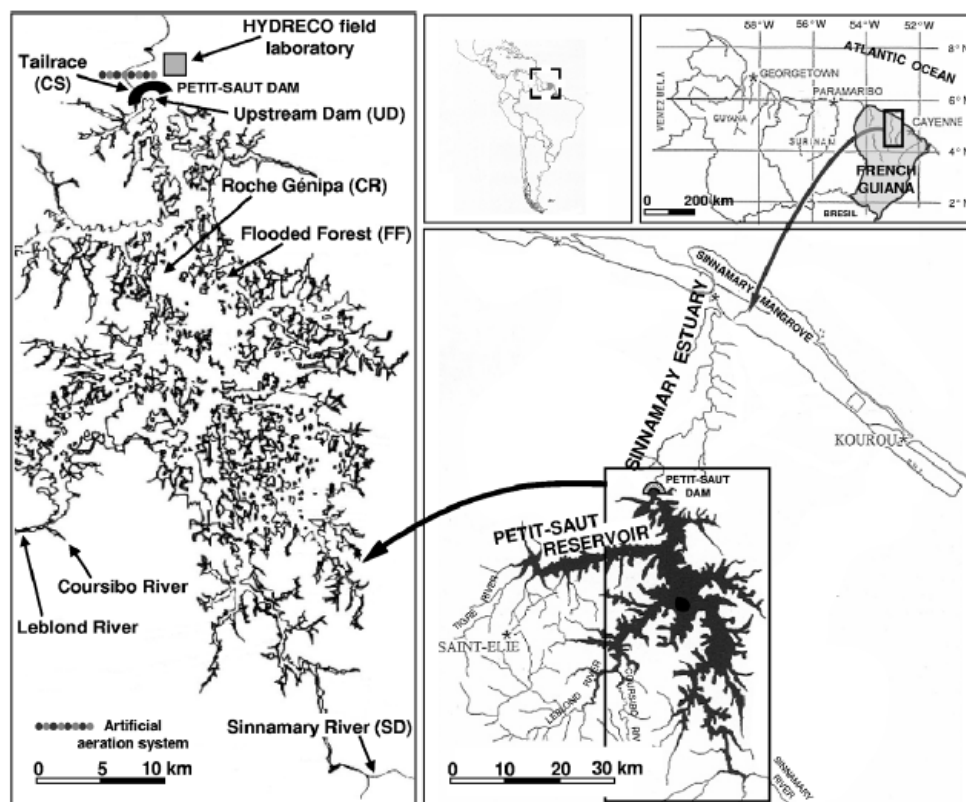 HYDRECO field
laboratory
Tailrace
(CS)
PETIT-SAUT DAM
Upstream Dam (UD)
Roche Génipa (CR)
Flooded Forest (FF)
Coursibo River
Leblond River
Sinnamary River (SD)
Artificial
aeration system
0 5 10 km
58° 56° 54° 52°W
ATLANTIC OCEAN
8°N
GEORGETOWN
PARAMARIBO
6°N
VENEZ BELA
GUYANA
CAYENNE
SURINAM
4°N
FRENCH
GUIANA
0 200 km
BRESIL
2°N
SINNAMARY MANGROVE
SINNAMARY ESTUARY
KOUROU
PETIT-SAUT
DAM
PETIT-SAUT
RESERVOIR
TIGRE RIVER
SAINT-ELIE
LEBLOND RIVER
COURSIBO RIV
SINNAMARY
RIVER
0 10 20 30 km